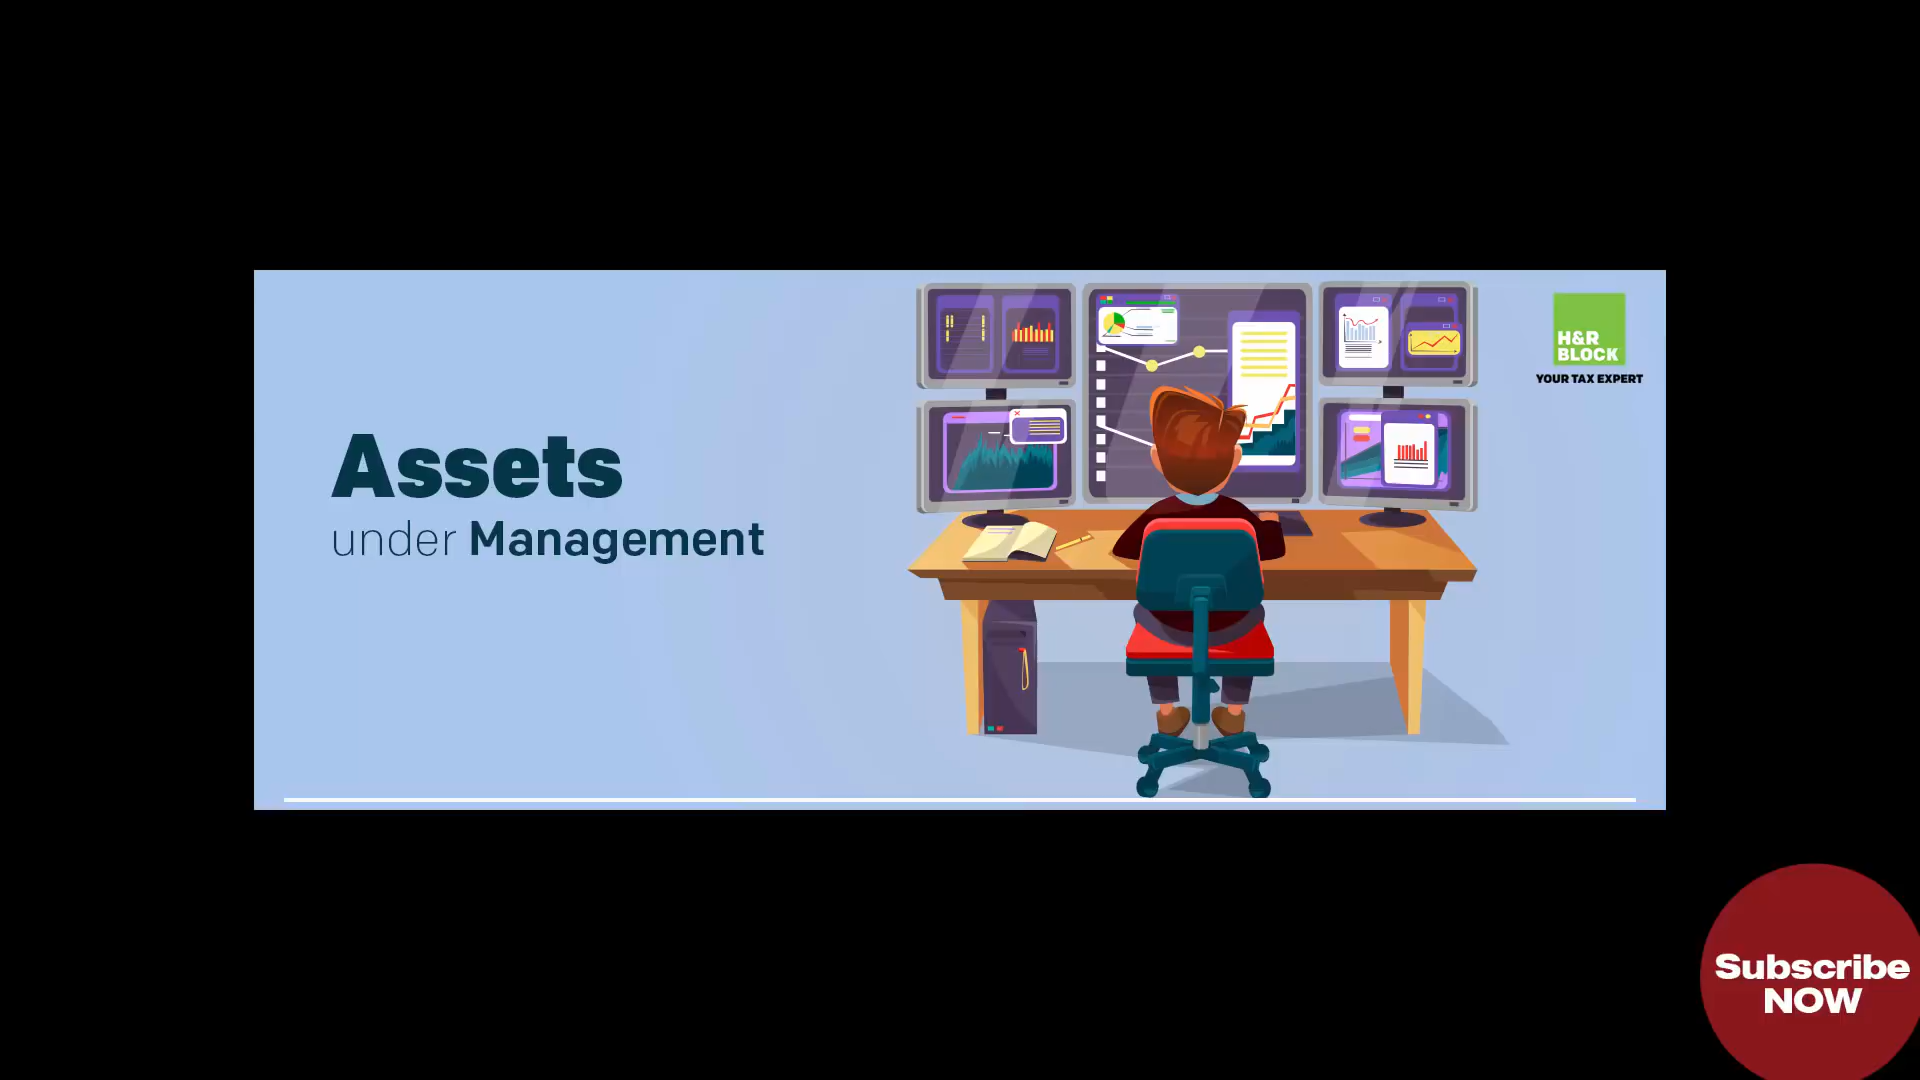 Assets
under Management
H&R
BLOCK
YOUR TAX EXPERT
Subscribe
NOW